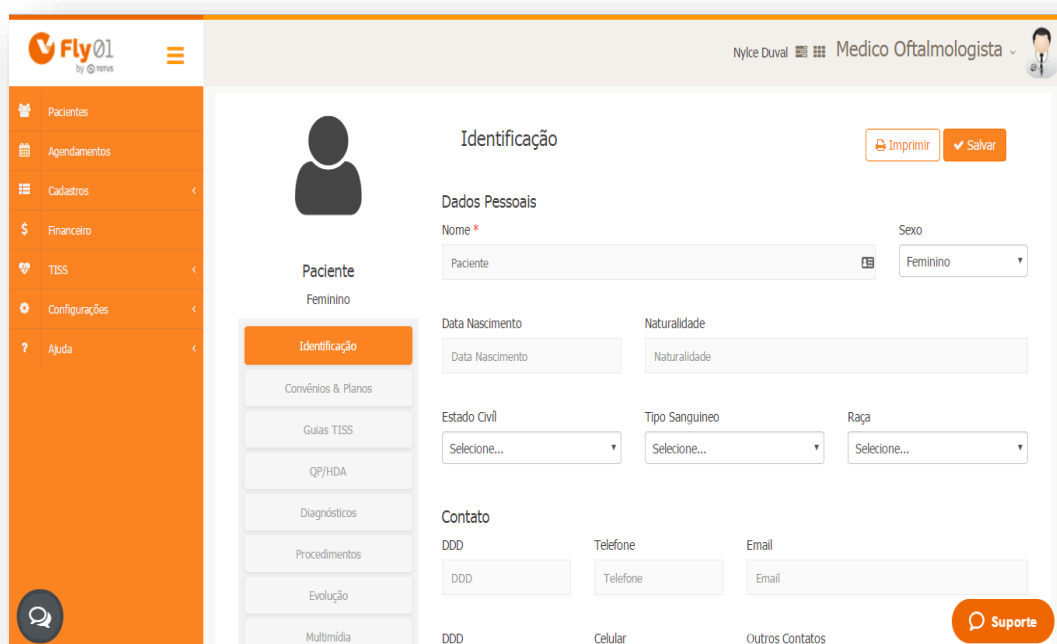 Fly01
by TOTVS
Nylce Duval
Medico Oftalmologista
Pacientes
Agendamentos
Cadastros
$ Financeiro
TISS
Configurações
? Ajuda
Paciente
Feminino
Identificação
Convênios & Planos
Guias TISS
QP/HDA
Diagnósticos
Procedimentos
Evolução
Multimídia
Identificação
Imprimir
Salvar
Dados Pessoais
Nome *
Sexo
Paciente
Feminino
Data Nascimento
Naturalidade
Data Nascimento
Naturalidade
Estado Civíl
Tipo Sanguineo
Raça
Selecione...
Selecione...
Selecione...
Contato
DDD
Telefone
Email
DDD
Telefone
Email
DDD
Celular
Outros Contatos
Suporte